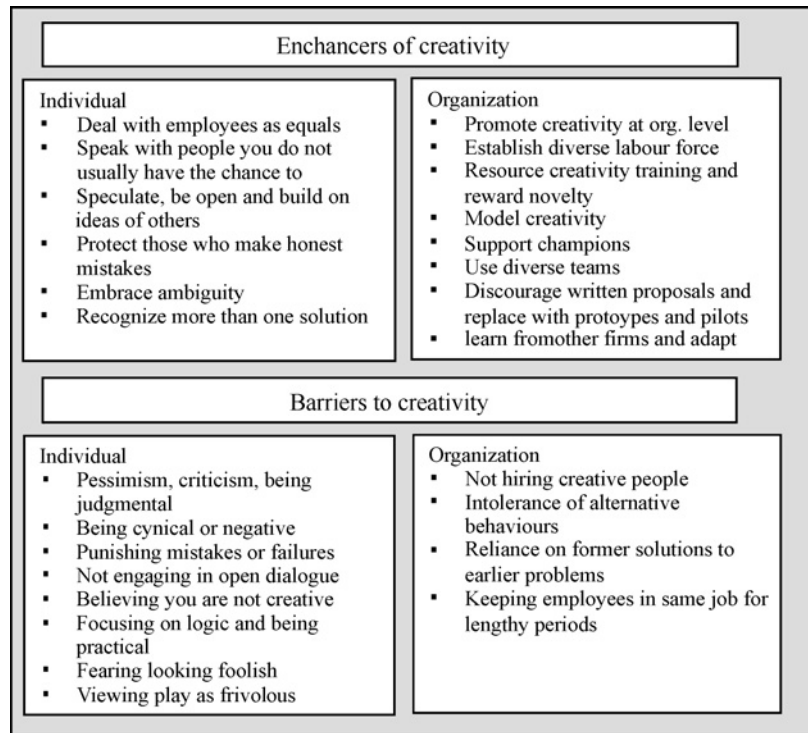 Enchancers of creativity
Individual
▪ Deal with employees as equals
▪ Speak with people you do not
usually have the chance to
▪ Speculate, be open and build on
ideas of others
▪ Protect those who make honest
mistakes
▪ Embrace ambiguity
▪ Recognize more than one solution
Organization
▪ Promote creativity at org. level
▪ Establish diverse labour force
▪ Resource creativity training and
reward novelty
▪ Model creativity
▪ Support champions
▪ Use diverse teams
▪ Discourage written proposals and
replace with protoypes and pilots
▪ learn fromother firms and adapt
Barriers to creativity
Individual
▪ Pessimism, criticism, being
judgmental
▪ Being cynical or negative
▪ Punishing mistakes or failures
▪ Not engaging in open dialogue
▪ Believing you are not creative
▪ Focusing on logic and being
practical
▪ Fearing looking foolish
▪ Viewing play as frivolous
Organization
▪ Not hiring creative people
▪ Intolerance of alternative
behaviours
▪ Reliance on former solutions to
earlier problems
▪ Keeping employees in same job for
lengthy periods